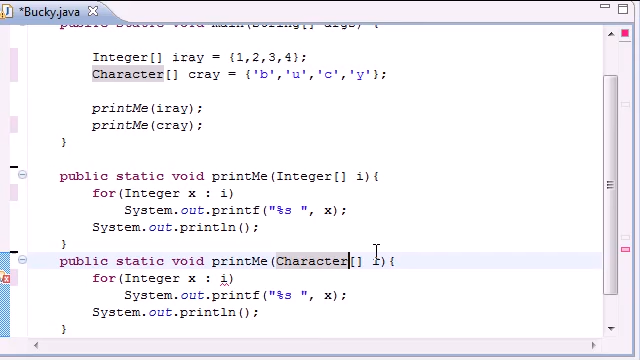 *Bucky.java
public static void main(String[] args) {
Integer[] iray = {1,2,3,4};
Character[] cray = {'b','u','c','y'};
printMe(iray);
printMe(cray);
}
public static void printMe(Integer[] i){
for(Integer x : i)
System.out.printf("%s ", x);
System.out.println();
}
public static void printMe(Character[] i){
for(Integer x : i)
System.out.printf("%s ", x);
System.out.println();
}